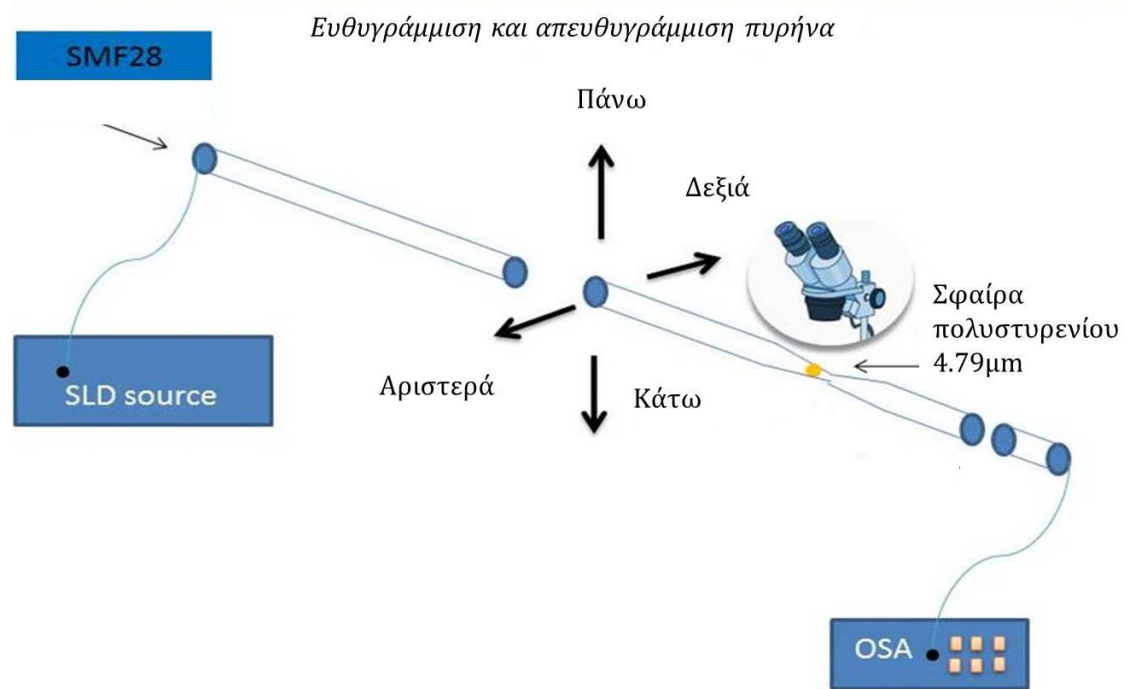 Ευθυγράμμιση και απευθυγράμμιση πυρήνα
SMF28
Πάνω
Δεξιά
Σφαίρα
πολυστυρενίου
4.79μm
Αριστερά
Κάτω
SLD source
OSA